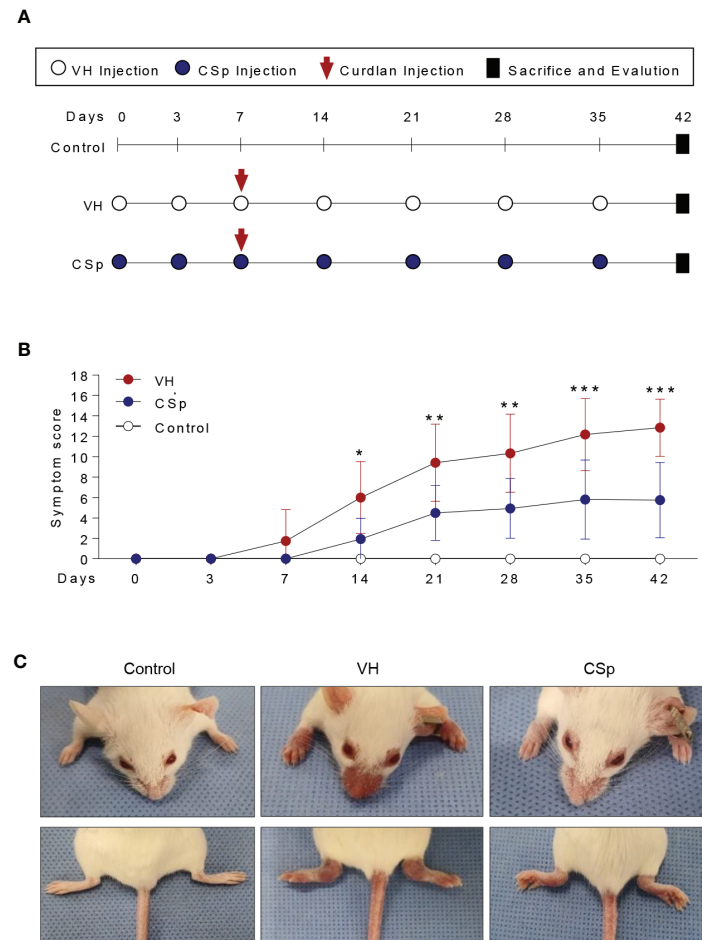 A
VH Injection CSp Injection Curdlan Injection Sacrifice and Evalution
Days 0 3 7 14 21 28 35 42
Control
VH
CSp
B
18
16
14
12
10
8
6
4
2
0
Symptom score
VH
CSp
Control
* ** ** *** ***
Days 0 3 7 14 21 28 35 42
C
Control VH CSp